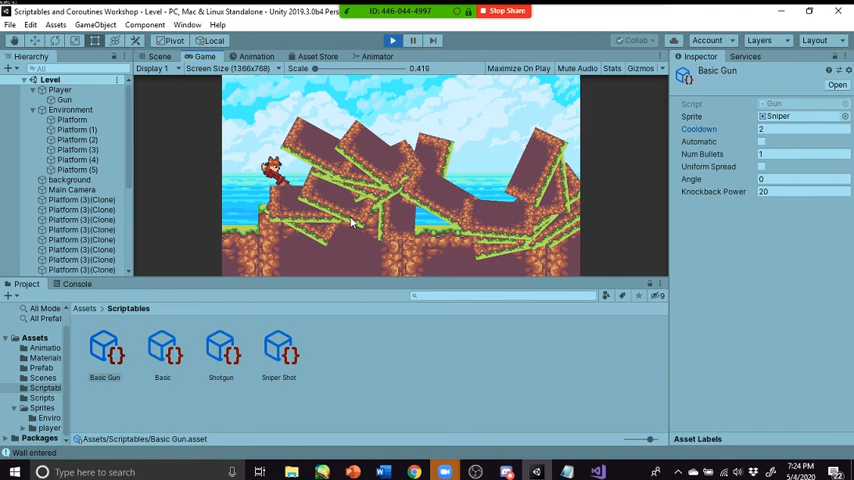 Scriptables and Coroutines Workshop - Level - PC, Mac & Linux Standalone - Unity 2019.3.0b4 Pers
ID: 446-044-4997
Stop Share
File Edit Assets GameObject Component Window Help
Pivot Local
Collab Account Layers Layout
Hierarchy
Scene Game Animation Asset Store Animator
Inspector Services
All
Display 1 Screen Size (1366x768) Scale 0.419 Maximize On Play Mute Audio Stats Gizmos
Basic Gun
Open
Level
Player
Gun
Environment
Platform
Platform (1)
Platform (2)
Platform (3)
Platform (4)
Platform (5)
background
Main Camera
Platform (3)(Clone)
Platform (3)(Clone)
Platform (3)(Clone)
Platform (3)(Clone)
Platform (3)(Clone)
Platform (3)(Clone)
Platform (3)(Clone)
Platform (3)(Clone)
Script Gun
Sprite Sniper
Cooldown 2
Automatic
Num Bullets 1
Uniform Spread
Angle 0
Knockback Power 20
Project Console
9
All Mode
All Prefab
Assets
Animatio
Materials
Prefab
Scenes
Scriptabl
Scripts
Sprites
Enviro
player
Packages
Assets Scriptables
Basic Gun Basic Shotgun Sniper Shot
Assets/Scriptables/Basic Gun.asset
Asset Labels
Wall entered
Type here to search
7:24 PM
5/4/2020
22